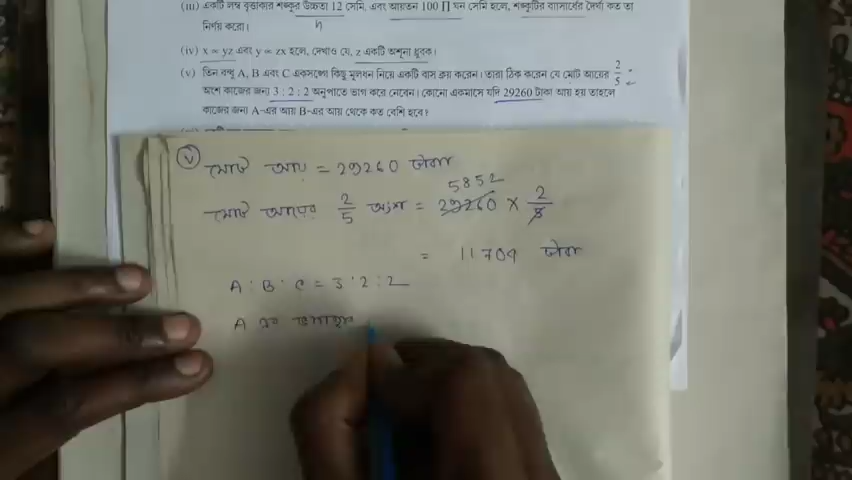 (iii) একটি লম্ব বৃত্তাকার শঙ্কুর উচ্চতা 12 সেমি, এবং আয়তন 100 ∏ ঘন সেমি হলে, শঙ্কুটির ব্যাসার্ধের দৈর্ঘ্য কত তা
নির্ণয় করো। h
(iv) x ∝ yz এবং y ∝ zx হলে, দেখাও যে, z একটি অশূন্য ধ্রুবক।
(v) তিন বন্ধু A, B এবং C একসঙ্গে কিছু মূলধন নিয়ে একটি বাস ক্রয় করেন। তারা ঠিক করেন যে মোট আয়ের 2/5
অংশ কাজের জন্য 3 : 2 : 2 অনুপাতে ভাগ করে নেবেন। কোনো একমাসে যদি 29260 টাকা আয় হয় তাহলে
কাজের জন্য A-এর আয় B-এর আয় থেকে কত বেশি হবে?
(v) মোট আয় = 29260 টাকা
5852
মোট আয়ের 2/5 অংশ = 29260 × 2/5
= 11704 টাকা
A : B : C = 3 : 2 : 2
A এর ভাগহার